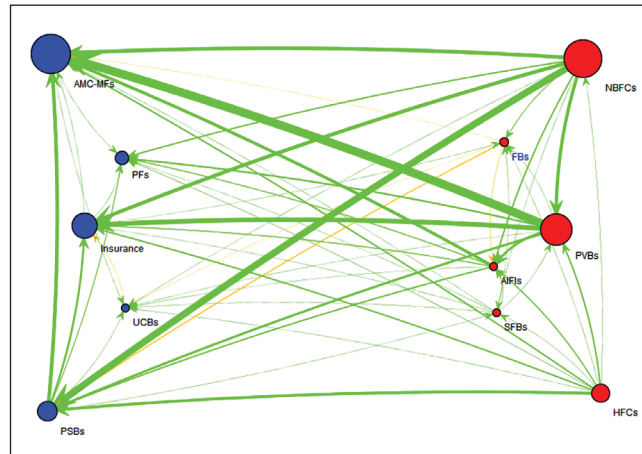 AMC-MFs
NBFCs
FBs
PFs
Insurance
PVBs
AIFIs
UCBs
SFBs
PSBs
HFCs